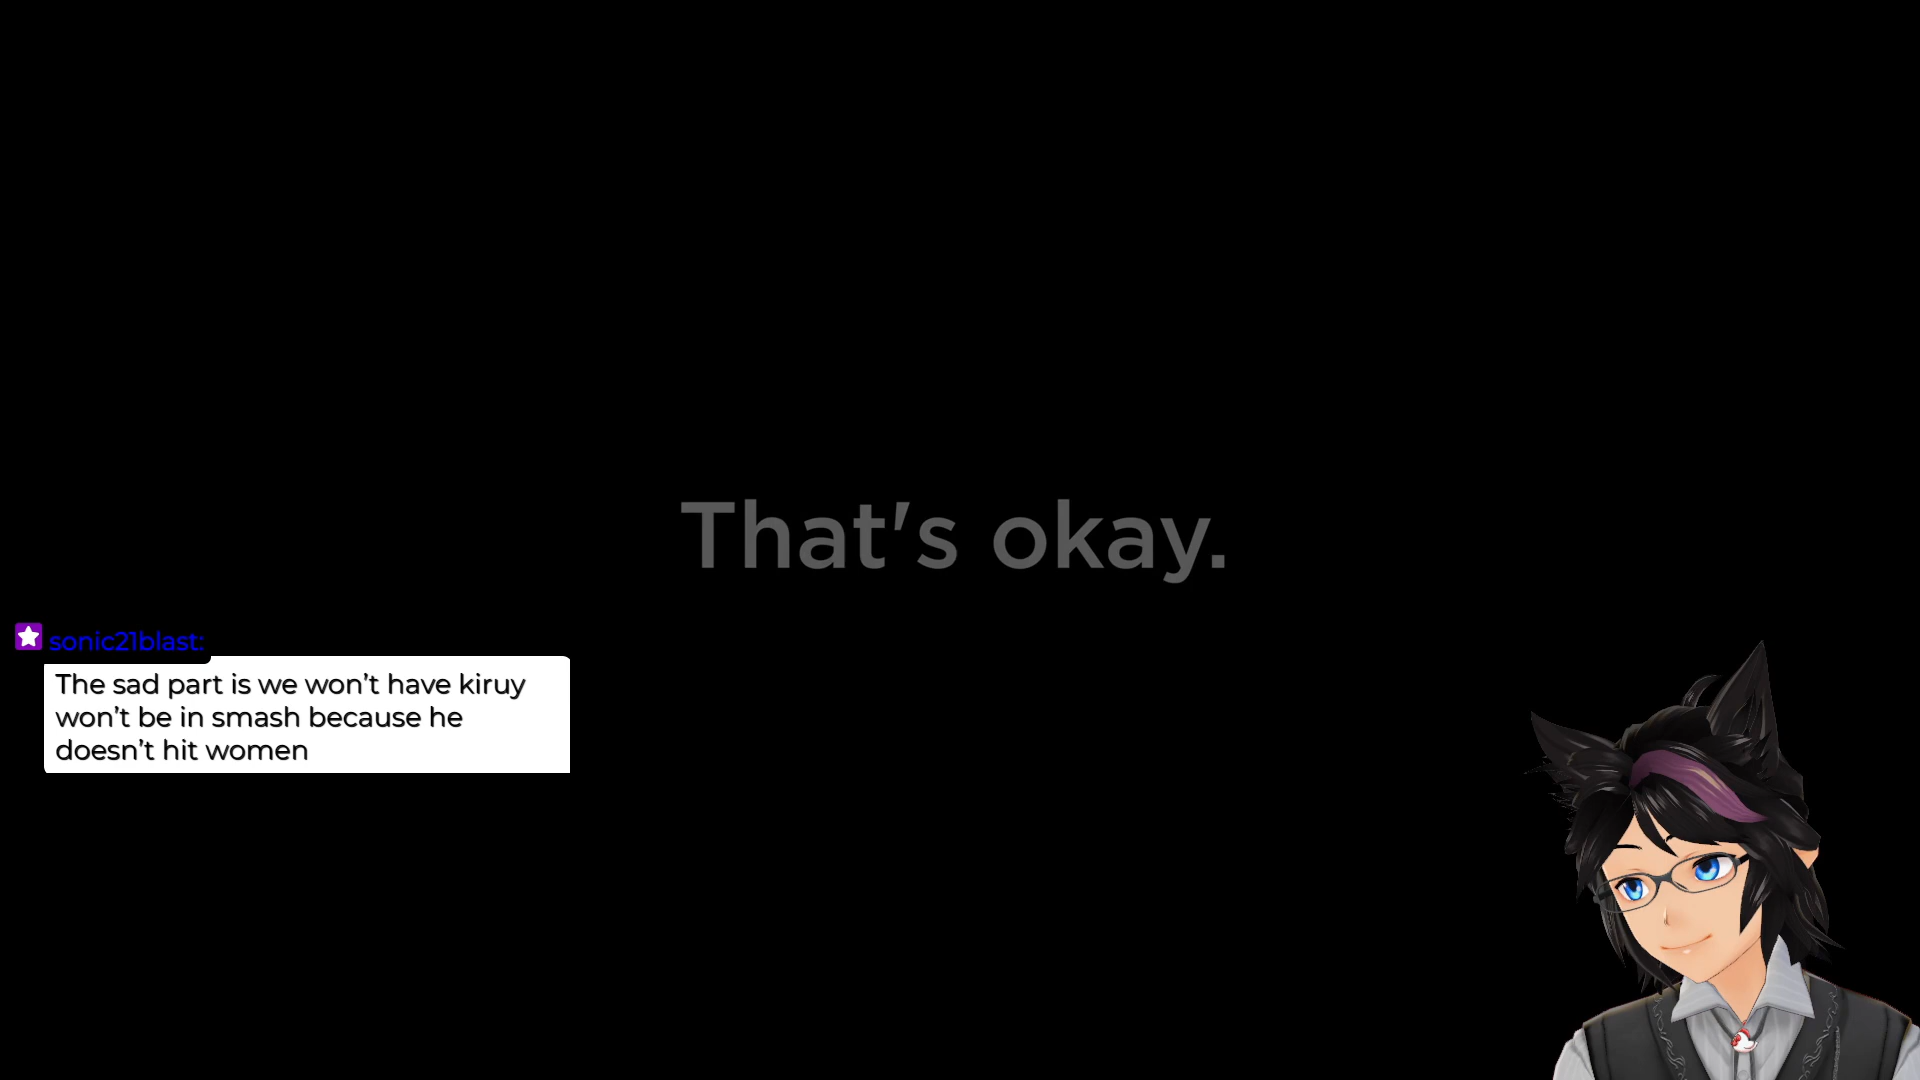 That's okay.
sonic21blast:
The sad part is we won’t have kiruy
won’t be in smash because he
doesn’t hit women